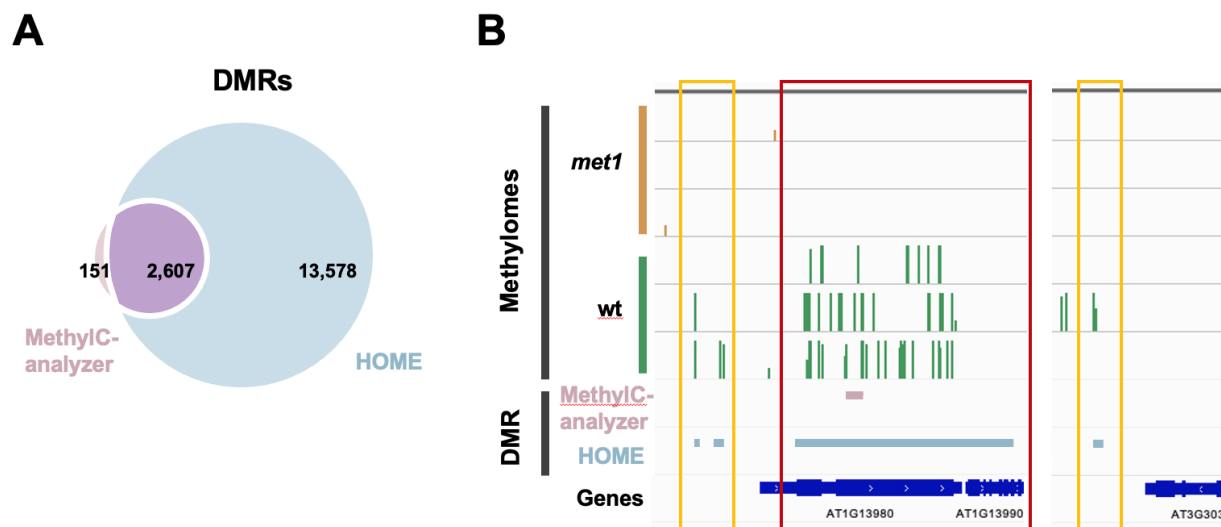 A
B
DMRs
151
2,607
13,578
MethylC-
analyzer
HOME
Methylomes
met1
wt
DMR
MethylC-
analyzer
HOME
Genes
AT1G13980
AT1G13990
AT3G303